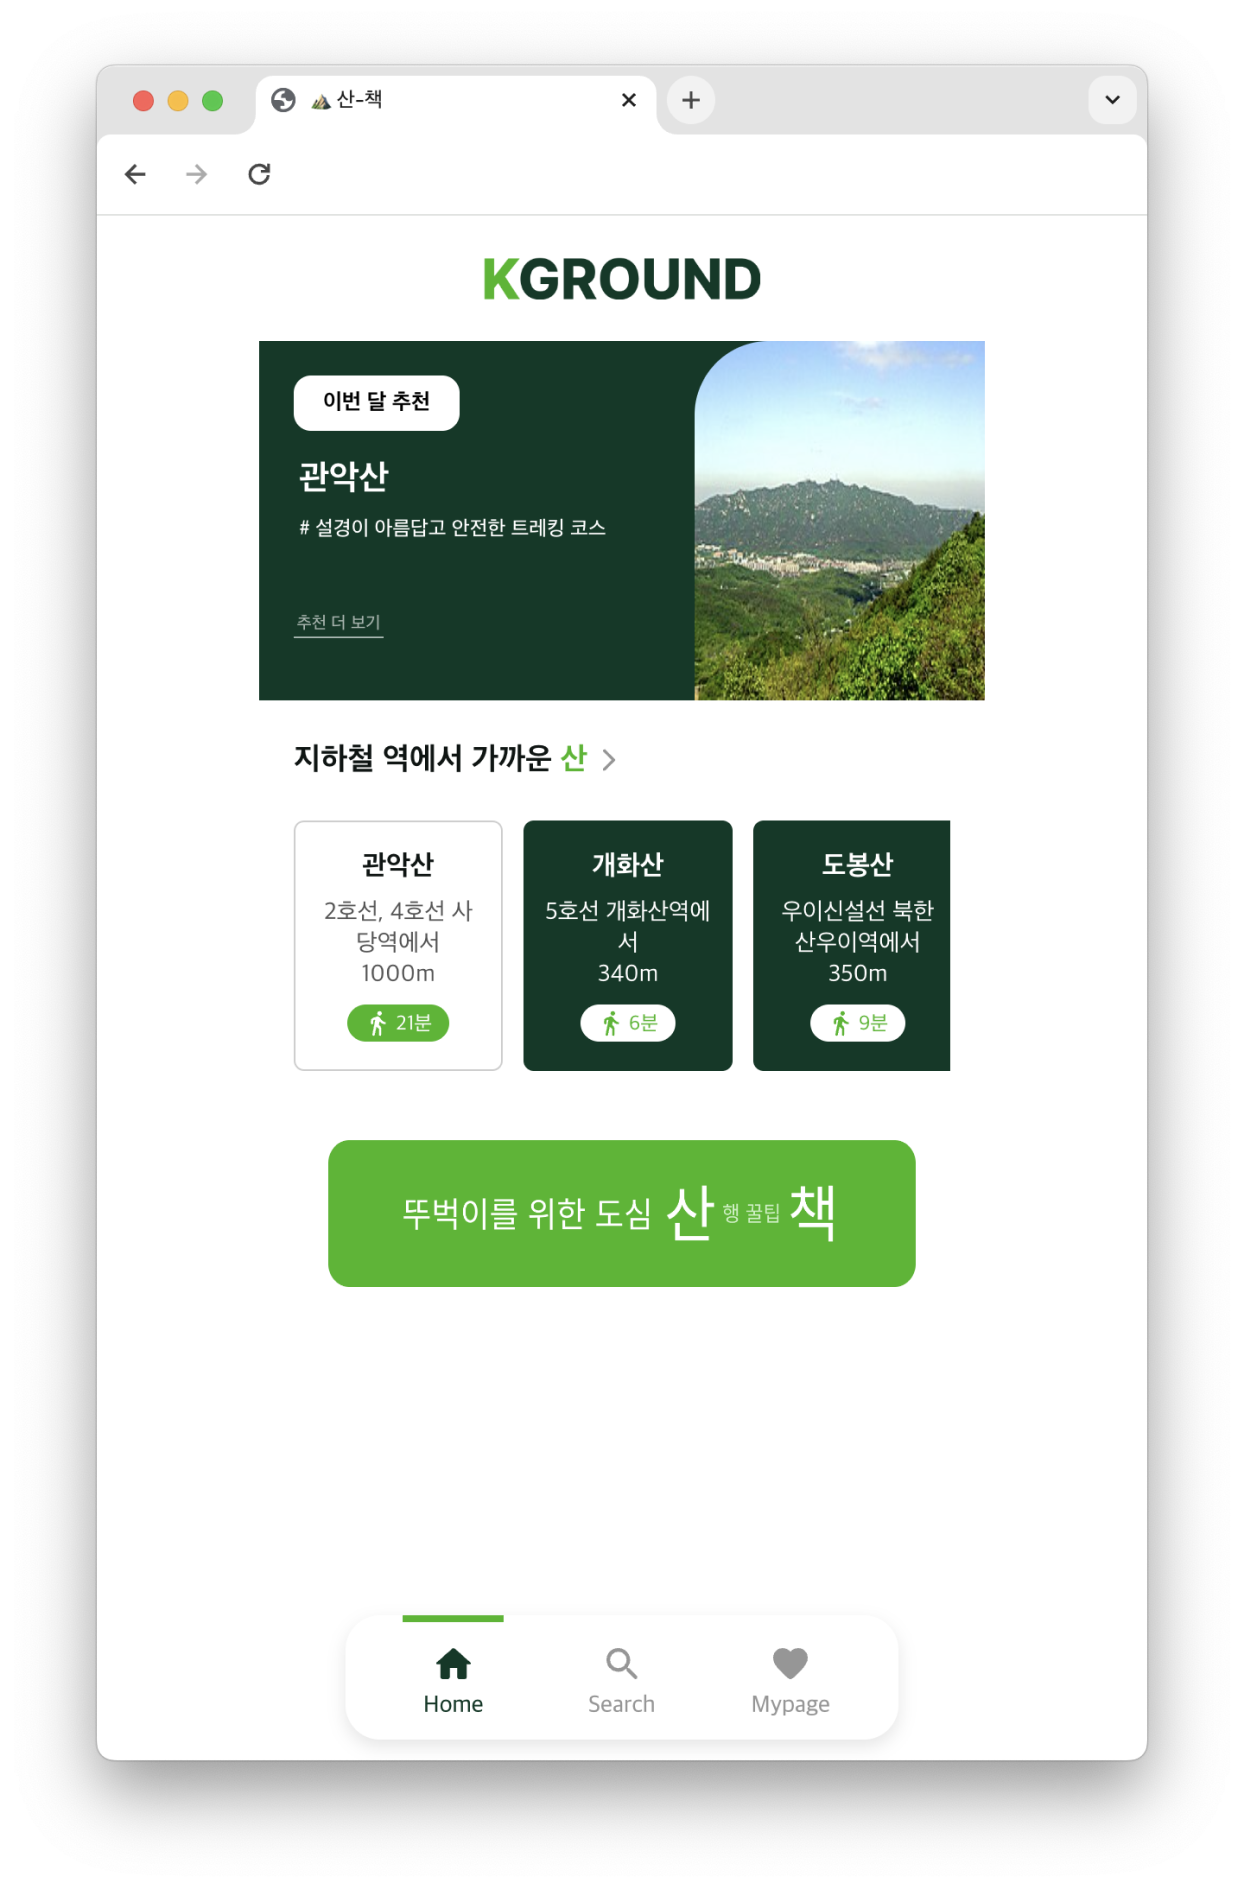 산-책
KGROUND
이번 달 추천
관악산
# 설경이 아름답고 안전한 트레킹 코스
추천 더 보기
지하철 역에서 가까운 산
관악산
2호선, 4호선 사
당역에서
1000m
21분
개화산
5호선 개화산역에
서
340m
6분
도봉산
우이신설선 북한
산우이역에서
350m
9분
뚜벅이를 위한 도심 산행 꿀팁 책
Home
Search
Mypage